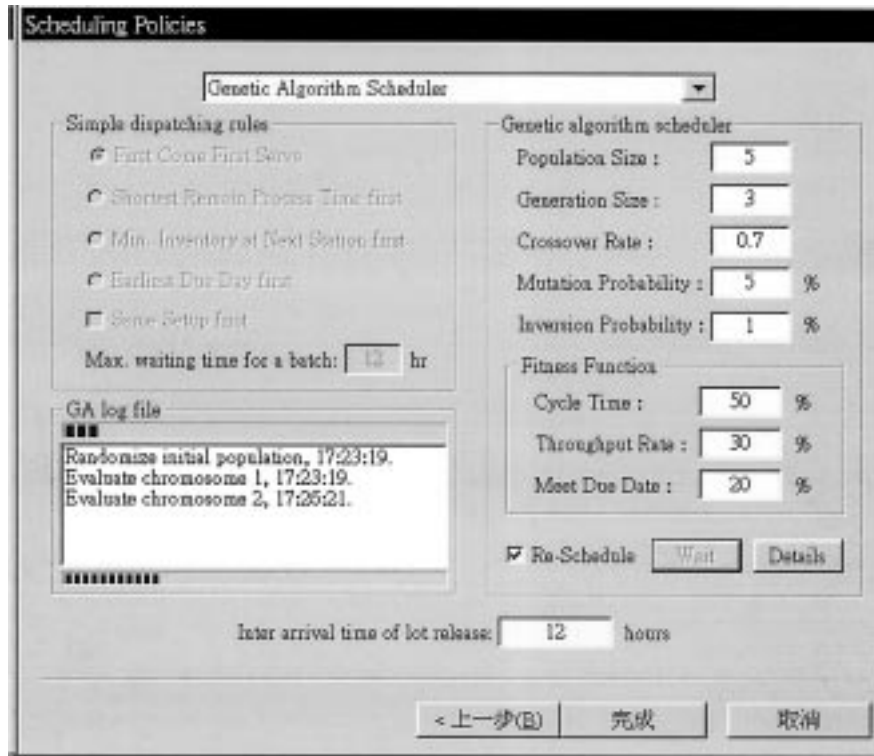 Scheduling Policies
Genetic Algorithm Scheduler
Simple dispatching rules
First Come First Serve
Shortest Remain Process Time first
Min. Inventory at Next Station first
Earliest Due Day first
Same Setup first
Max. waiting time for a batch: 12 hr
GA log file
Randomize initial population, 17:23:19.
Evaluate chromosome 1, 17:23:19.
Evaluate chromosome 2, 17:26:21.
Genetic algorithm scheduler
Population Size : 5
Generation Size : 3
Crossover Rate : 0.7
Mutation Probability : 5 %
Inversion Probability : 1 %
Fitness Function
Cycle Time : 50 %
Throughput Rate : 30 %
Meet Due Date : 20 %
Re-Schedule Wait Details
Inter arrival time of lot release: 12 hours
<上一步(B) 完成 取消